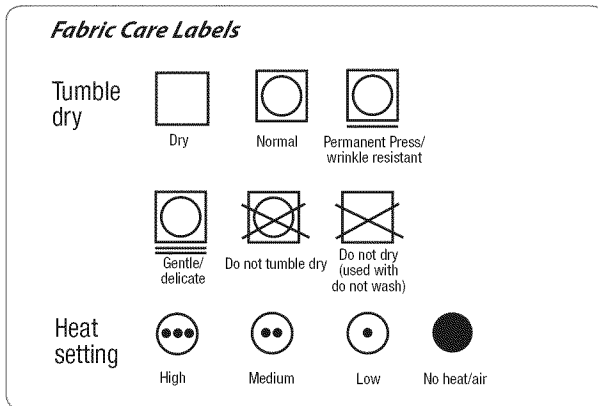 Fabric Care Labels
Tumble
dry
Dry
Normal
Permanent Press/
wrinkle resistant
Gentle/
delicate
Do not tumble dry
Do not dry
(used with
do not wash)
Heat
setting
High
Medium
Low
No heat/air